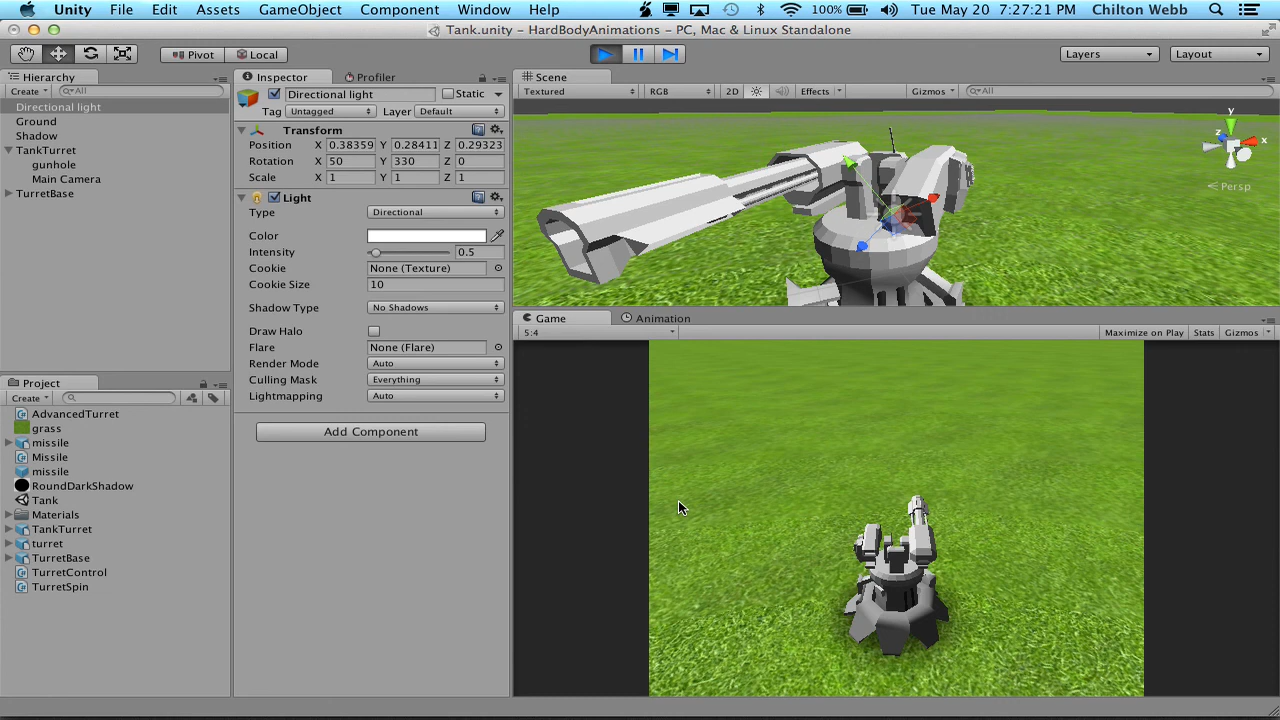 Unity File Edit Assets GameObject Component Window Help 100% Tue May 20 7:27:21 PM Chilton Webb
Tank.unity - HardBodyAnimations - PC, Mac & Linux Standalone
Pivot Local Layers Layout
Hierarchy
Create All
Directional light
Ground
Shadow
TankTurret
gunhole
Main Camera
TurretBase
Project
Create
AdvancedTurret
grass
missile
Missile
missile
RoundDarkShadow
Tank
Materials
TankTurret
turret
TurretBase
TurretControl
TurretSpin
Inspector Profiler
Directional light Static
Tag Untagged Layer Default
Transform
Position X 0.38359 Y 0.28411 Z 0.29323
Rotation X 50 Y 330 Z 0
Scale X 1 Y 1 Z 1
Light
Type Directional
Color
Intensity 0.5
Cookie None (Texture)
Cookie Size 10
Shadow Type No Shadows
Draw Halo
Flare None (Flare)
Render Mode Auto
Culling Mask Everything
Lightmapping Auto
Add Component
Scene
Textured RGB 2D Effects Gizmos All
y
z x
Persp
Game Animation
5:4 Maximize on Play Stats Gizmos